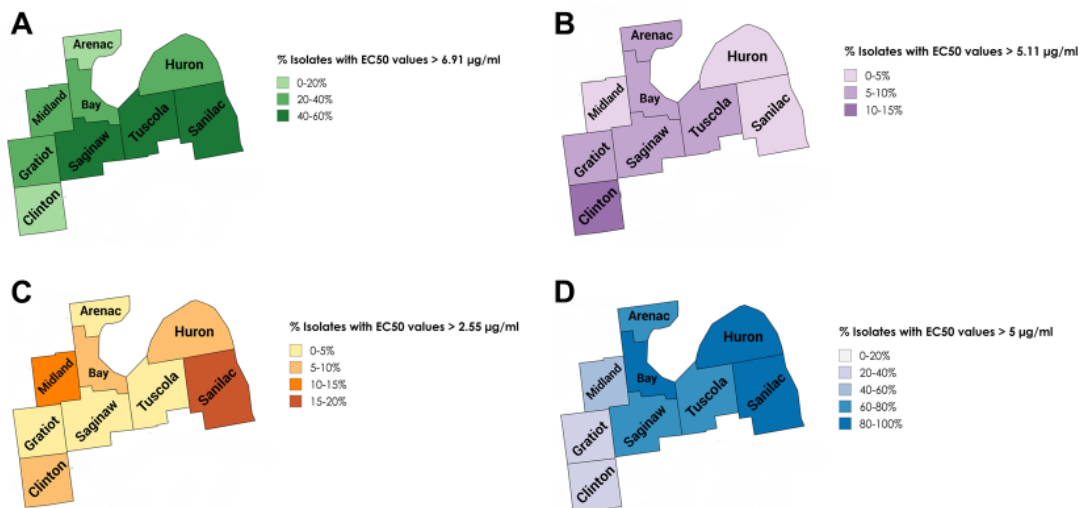 A
Arenac
Huron
Midland
Bay
Tuscola
Sanilac
Saginaw
Gratiot
Clinton
% Isolates with EC50 values > 6.91 µg/ml
0-20%
20-40%
40-60%
B
Arenac
Huron
Midland
Bay
Tuscola
Sanilac
Saginaw
Gratiot
Clinton
% Isolates with EC50 values > 5.11 µg/ml
0-5%
5-10%
10-15%
C
Arenac
Huron
Midland
Bay
Tuscola
Sanilac
Saginaw
Gratiot
Clinton
% Isolates with EC50 values > 2.55 µg/ml
0-5%
5-10%
10-15%
15-20%
D
Arenac
Huron
Midland
Bay
Tuscola
Sanilac
Saginaw
Gratiot
Clinton
% Isolates with EC50 values > 5 µg/ml
0-20%
20-40%
40-60%
60-80%
80-100%